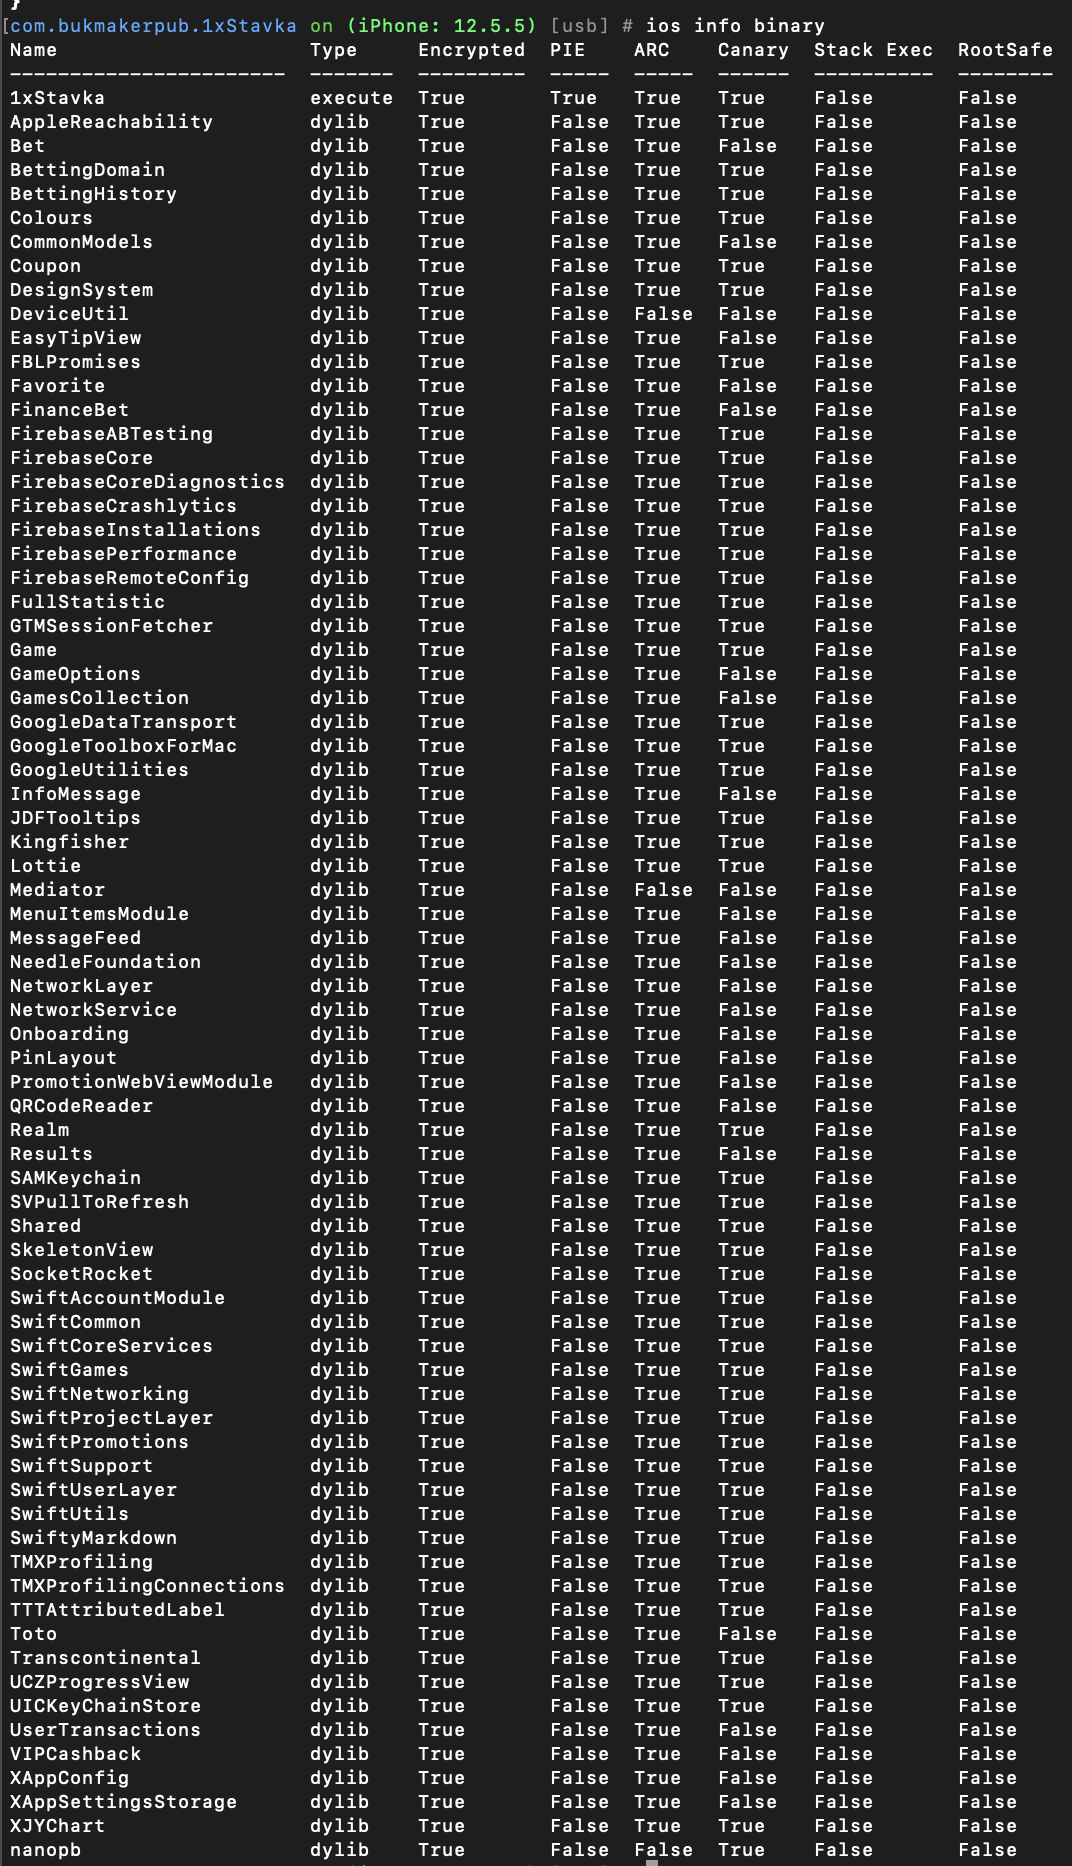 }
[com.bukmakerpub.1xStavka on (iPhone: 12.5.5) [usb] # ios info binary
Name Type Encrypted PIE ARC Canary Stack Exec RootSafe
----------------------- ------- --------- ----- ----- ------ ---------- --------
1xStavka execute True True True True False False
AppleReachability dylib True False True True False False
Bet dylib True False True False False False
BettingDomain dylib True False True True False False
BettingHistory dylib True False True True False False
Colours dylib True False True True False False
CommonModels dylib True False True False False False
Coupon dylib True False True True False False
DesignSystem dylib True False True True False False
DeviceUtil dylib True False False False False False
EasyTipView dylib True False True False False False
FBLPromises dylib True False True True False False
Favorite dylib True False True False False False
FinanceBet dylib True False True False False False
FirebaseABTesting dylib True False True True False False
FirebaseCore dylib True False True True False False
FirebaseCoreDiagnostics dylib True False True True False False
FirebaseCrashlytics dylib True False True True False False
FirebaseInstallations dylib True False True True False False
FirebasePerformance dylib True False True True False False
FirebaseRemoteConfig dylib True False True True False False
FullStatistic dylib True False True True False False
GTMSessionFetcher dylib True False True True False False
Game dylib True False True True False False
GameOptions dylib True False True False False False
GamesCollection dylib True False True False False False
GoogleDataTransport dylib True False True True False False
GoogleToolboxForMac dylib True False True True False False
GoogleUtilities dylib True False True True False False
InfoMessage dylib True False True False False False
JDFTooltips dylib True False True True False False
Kingfisher dylib True False True True False False
Lottie dylib True False True True False False
Mediator dylib True False False False False False
MenuItemsModule dylib True False True False False False
MessageFeed dylib True False True False False False
NeedleFoundation dylib True False True False False False
NetworkLayer dylib True False True False False False
NetworkService dylib True False True False False False
Onboarding dylib True False True False False False
PinLayout dylib True False True False False False
PromotionWebViewModule dylib True False True False False False
QRCodeReader dylib True False True False False False
Realm dylib True False True True False False
Results dylib True False True False False False
SAMKeychain dylib True False True True False False
SVPullToRefresh dylib True False True True False False
Shared dylib True False True True False False
SkeletonView dylib True False True True False False
SocketRocket dylib True False True True False False
SwiftAccountModule dylib True False True True False False
SwiftCommon dylib True False True True False False
SwiftCoreServices dylib True False True True False False
SwiftGames dylib True False True True False False
SwiftNetworking dylib True False True True False False
SwiftProjectLayer dylib True False True True False False
SwiftPromotions dylib True False True True False False
SwiftSupport dylib True False True True False False
SwiftUserLayer dylib True False True True False False
SwiftUtils dylib True False True True False False
SwiftyMarkdown dylib True False True True False False
TMXProfiling dylib True False True True False False
TMXProfilingConnections dylib True False True True False False
TTTAttributedLabel dylib True False True True False False
Toto dylib True False True False False False
Transcontinental dylib True False True True False False
UCZProgressView dylib True False True True False False
UICKeyChainStore dylib True False True True False False
UserTransactions dylib True False True False False False
VIPCashback dylib True False True False False False
XAppConfig dylib True False True False False False
XAppSettingsStorage dylib True False True False False False
XJYChart dylib True False True True False False
nanopb dylib True False False True False False